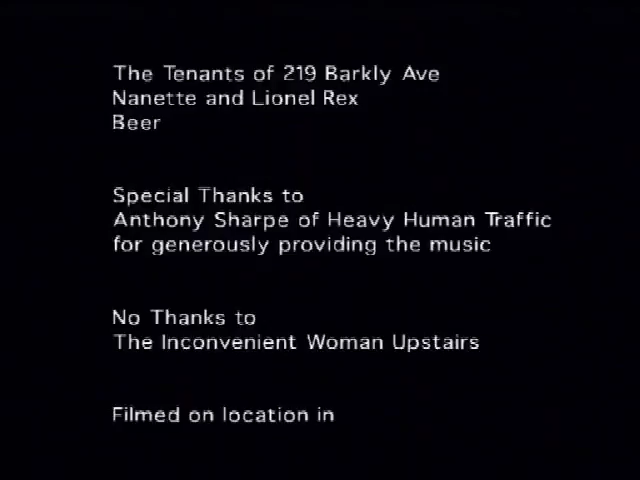 The Tenants of 219 Barkly Ave
Nanette and Lionel Rex
Beer
Special Thanks to
Anthony Sharpe of Heavy Human Traffic
for generously providing the music
No Thanks to
The Inconvenient Woman Upstairs
Filmed on location in